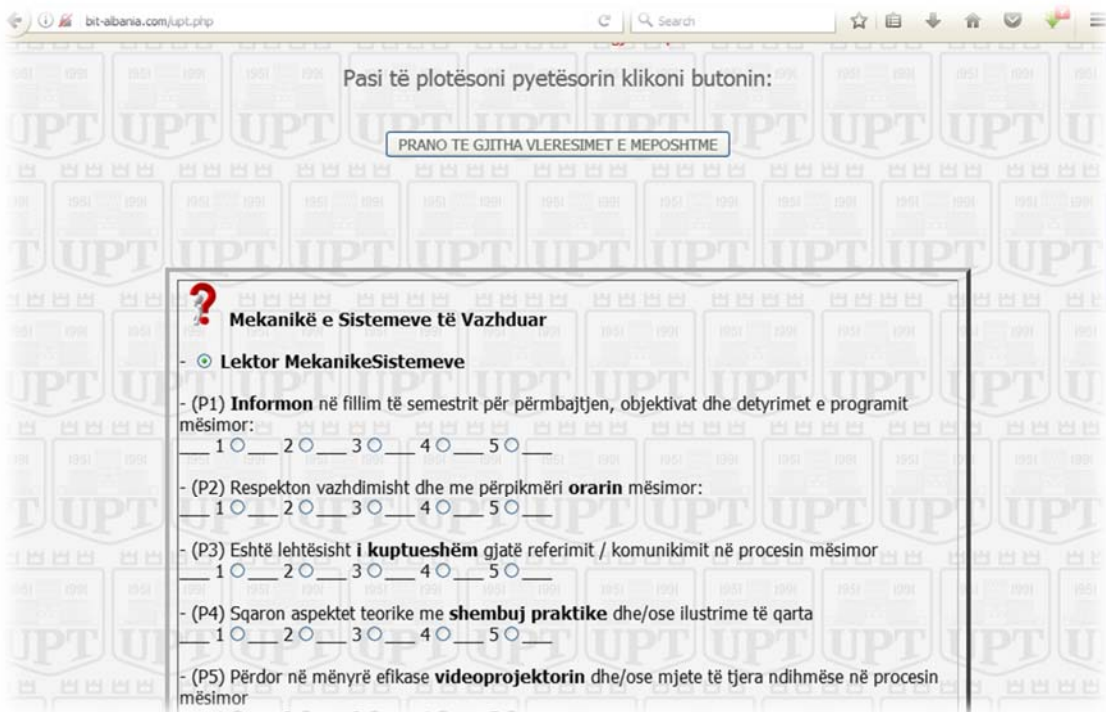 bit-albania.com/upt.php
Search
Pasi të plotësoni pyetësorin klikoni butonin:
PRANO TE GJITHA VLERESIMET E MEPOSHTME
Mekanikë e Sistemeve të Vazhduar
- Lektor MekanikeSistemeve
- (P1) Informon në fillim të semestrit për përmbajtjen, objektivat dhe detyrimet e programit
mësimor:
___ 1 ___ 2 ___ 3 ___ 4 ___ 5 ___
- (P2) Respekton vazhdimisht dhe me përpikmëri orarin mësimor:
___ 1 ___ 2 ___ 3 ___ 4 ___ 5 ___
- (P3) Eshtë lehtësisht i kuptueshëm gjatë referimit / komunikimit në procesin mësimor
___ 1 ___ 2 ___ 3 ___ 4 ___ 5 ___
- (P4) Sqaron aspektet teorike me shembuj praktike dhe/ose ilustrime të qarta
___ 1 ___ 2 ___ 3 ___ 4 ___ 5 ___
- (P5) Përdor në mënyrë efikase videoprojektorin dhe/ose mjete të tjera ndihmëse në procesin
mësimor
1951 1991
UPT